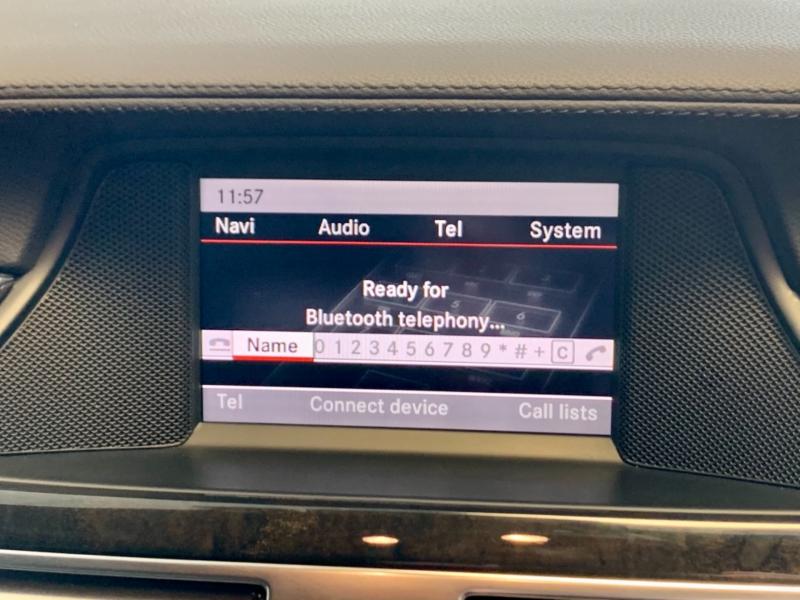 11:57
Navi Audio Tel System
Ready for
Bluetooth telephony...
Name 0 1 2 3 4 5 6 7 8 9 * # + C
Tel Connect device Call lists